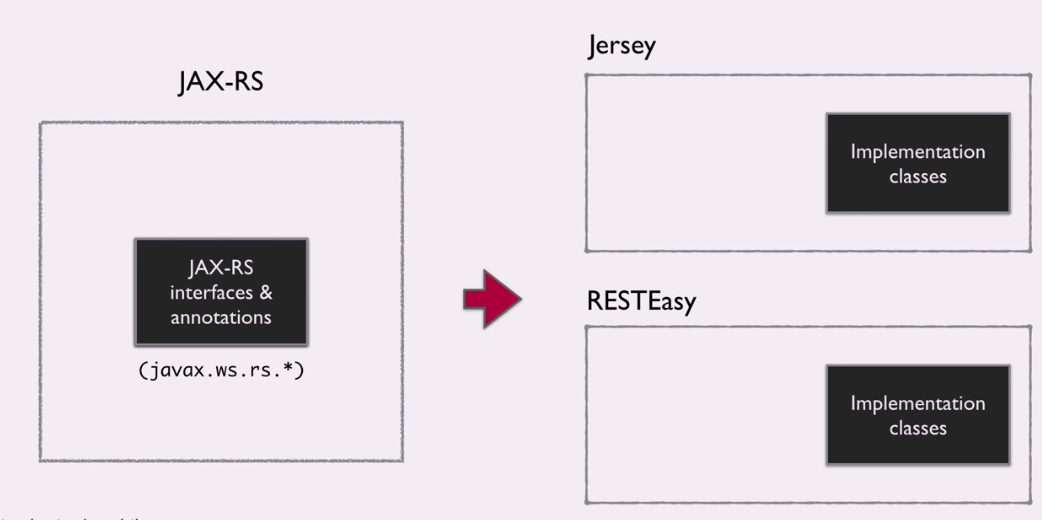 JAX-RS
JAX-RS
interfaces &
annotations
(javax.ws.rs.*)
Jersey
Implementation
classes
RESTEasy
Implementation
classes